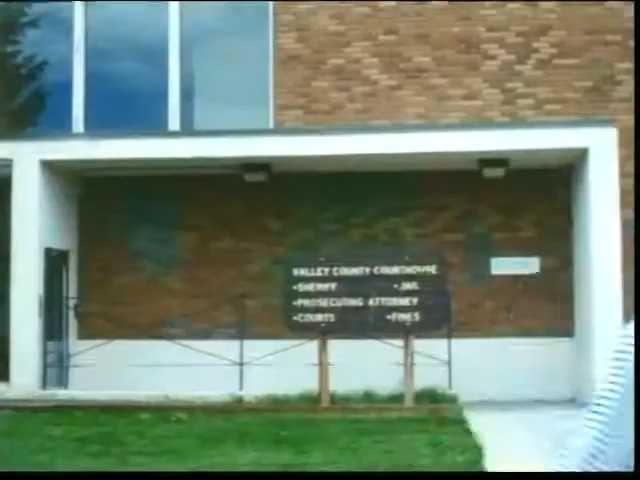 VALLEY COUNTY COURTHOUSE
•SHERIFF •JAIL
•PROSECUTING ATTORNEY
•COURTS •FINES